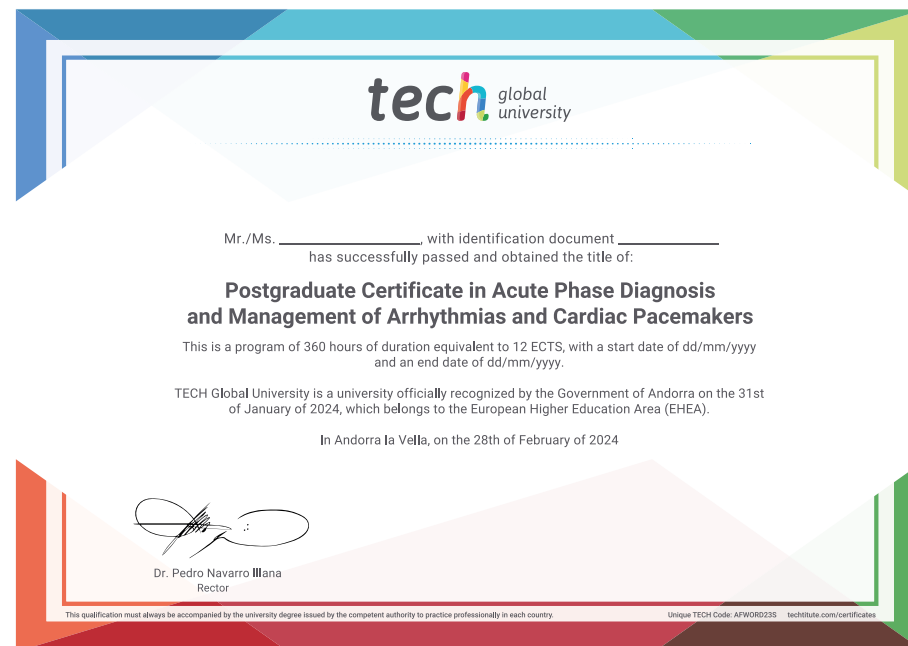 tech global
university
Mr./Ms. ____________________, with identification document ______________
has successfully passed and obtained the title of:
Postgraduate Certificate in Acute Phase Diagnosis
and Management of Arrhythmias and Cardiac Pacemakers
This is a program of 360 hours of duration equivalent to 12 ECTS, with a start date of dd/mm/yyyy
and an end date of dd/mm/yyyy.
TECH Global University is a university officially recognized by the Government of Andorra on the 31st
of January of 2024, which belongs to the European Higher Education Area (EHEA).
In Andorra la Vella, on the 28th of February of 2024
Dr. Pedro Navarro Illana
Rector
This qualification must always be accompanied by the university degree issued by the competent authority to practice professionally in each country.
Unique TECH Code: AFWORD23S techtitute.com/certificates